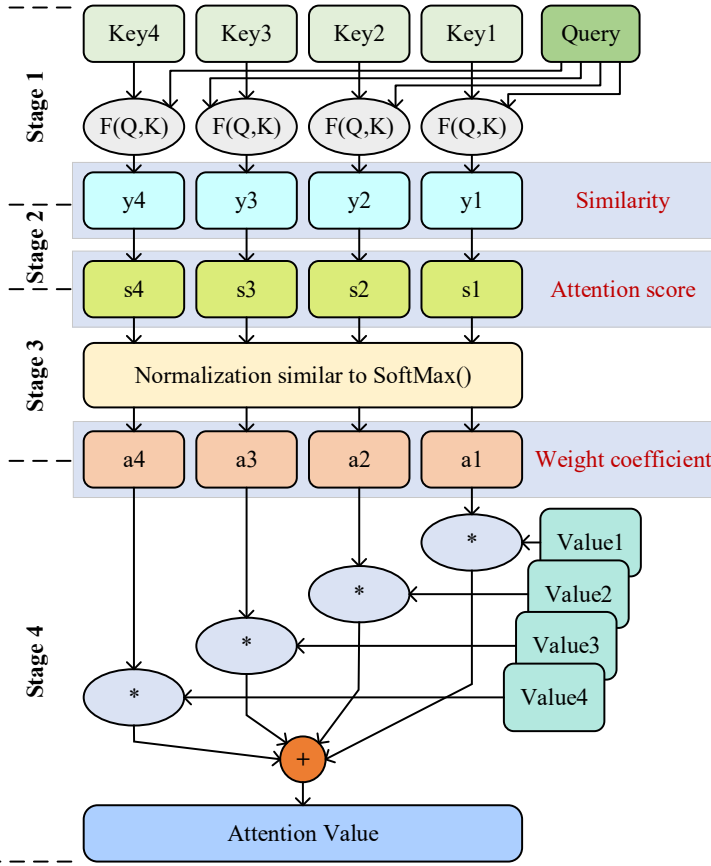 Key4
Key3
Key2
Key1
Query
Stage 1
F(Q,K)
F(Q,K)
F(Q,K)
F(Q,K)
y4
y3
y2
y1
Similarity
Stage 2
s4
s3
s2
s1
Attention score
Stage 3
Normalization similar to SoftMax()
a4
a3
a2
a1
Weight coefficient
Stage 4
*
Value1
*
Value2
*
Value3
*
Value4
+
Attention Value